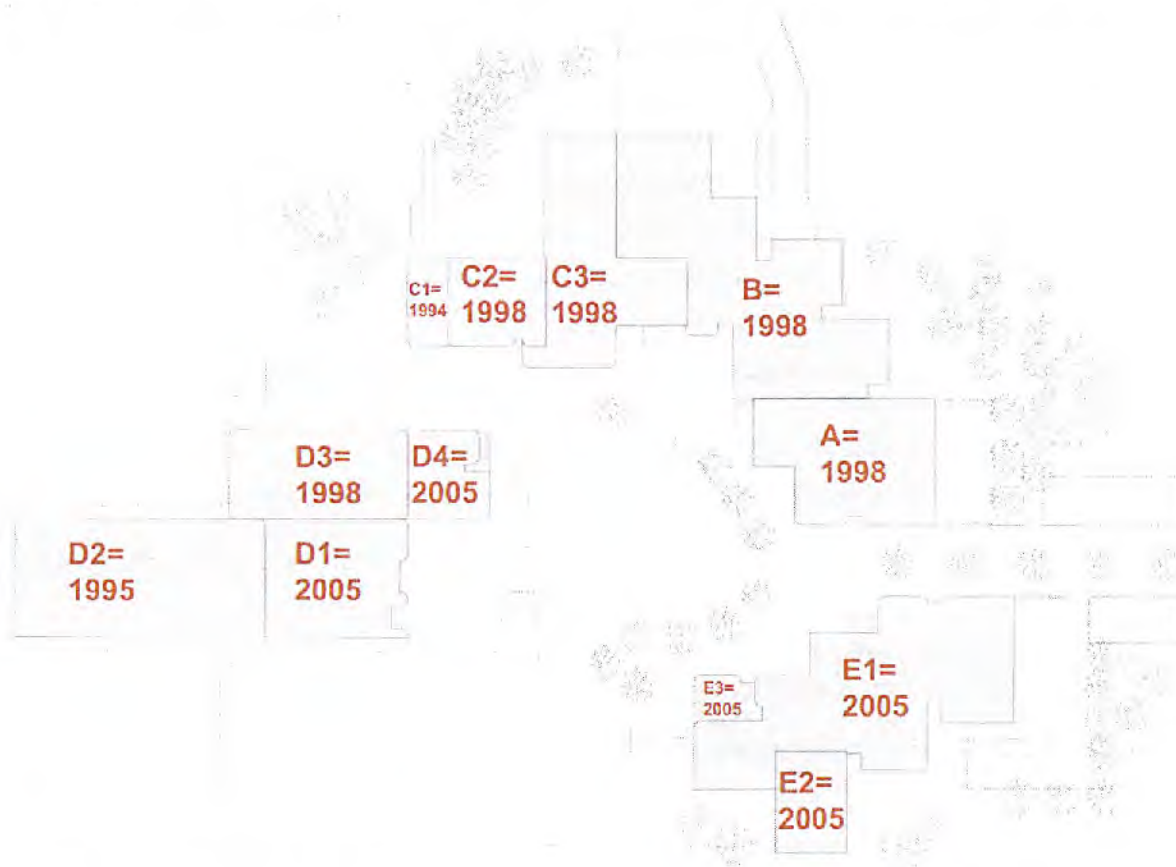 C1=
1994
C2=
1998
C3=
1998
B=
1998
A=
1998
D3=
1998
D4=
2005
D2=
1995
D1=
2005
E1=
2005
E3=
2005
E2=
2005